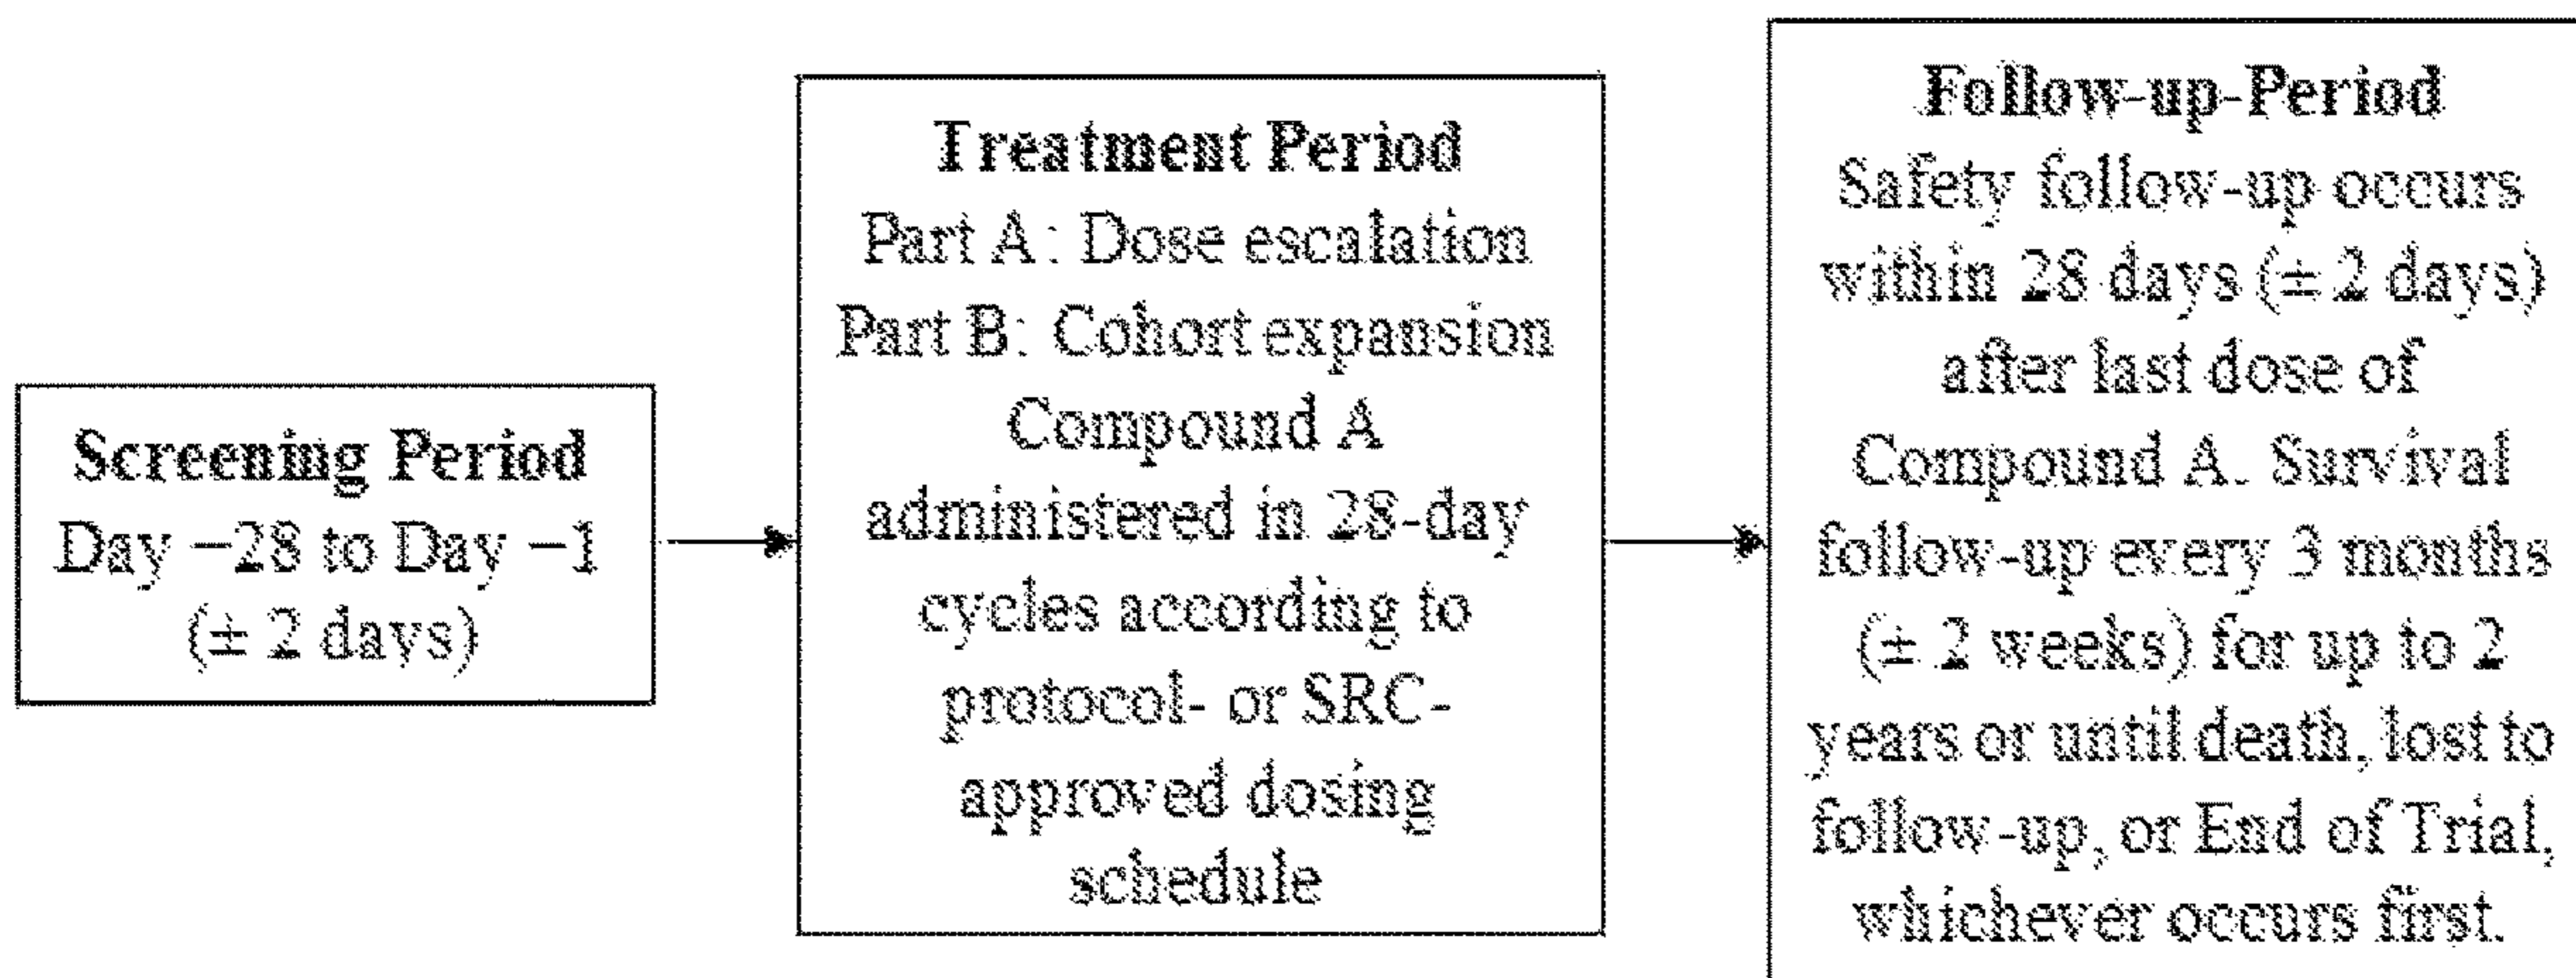 Screening Period
Day −28 to Day −1
(± 2 days)
Treatment Period
Part A: Dose escalation
Part B: Cohort expansion
Compound A
administered in 28-day
cycles according to
protocol- or SRC-
approved dosing
schedule
Follow-up-Period
Safety follow-up occurs
within 28 days (± 2 days)
after last dose of
Compound A. Survival
follow-up every 3 months
(± 2 weeks) for up to 2
years or until death, lost to
follow-up, or End of Trial,
whichever occurs first.